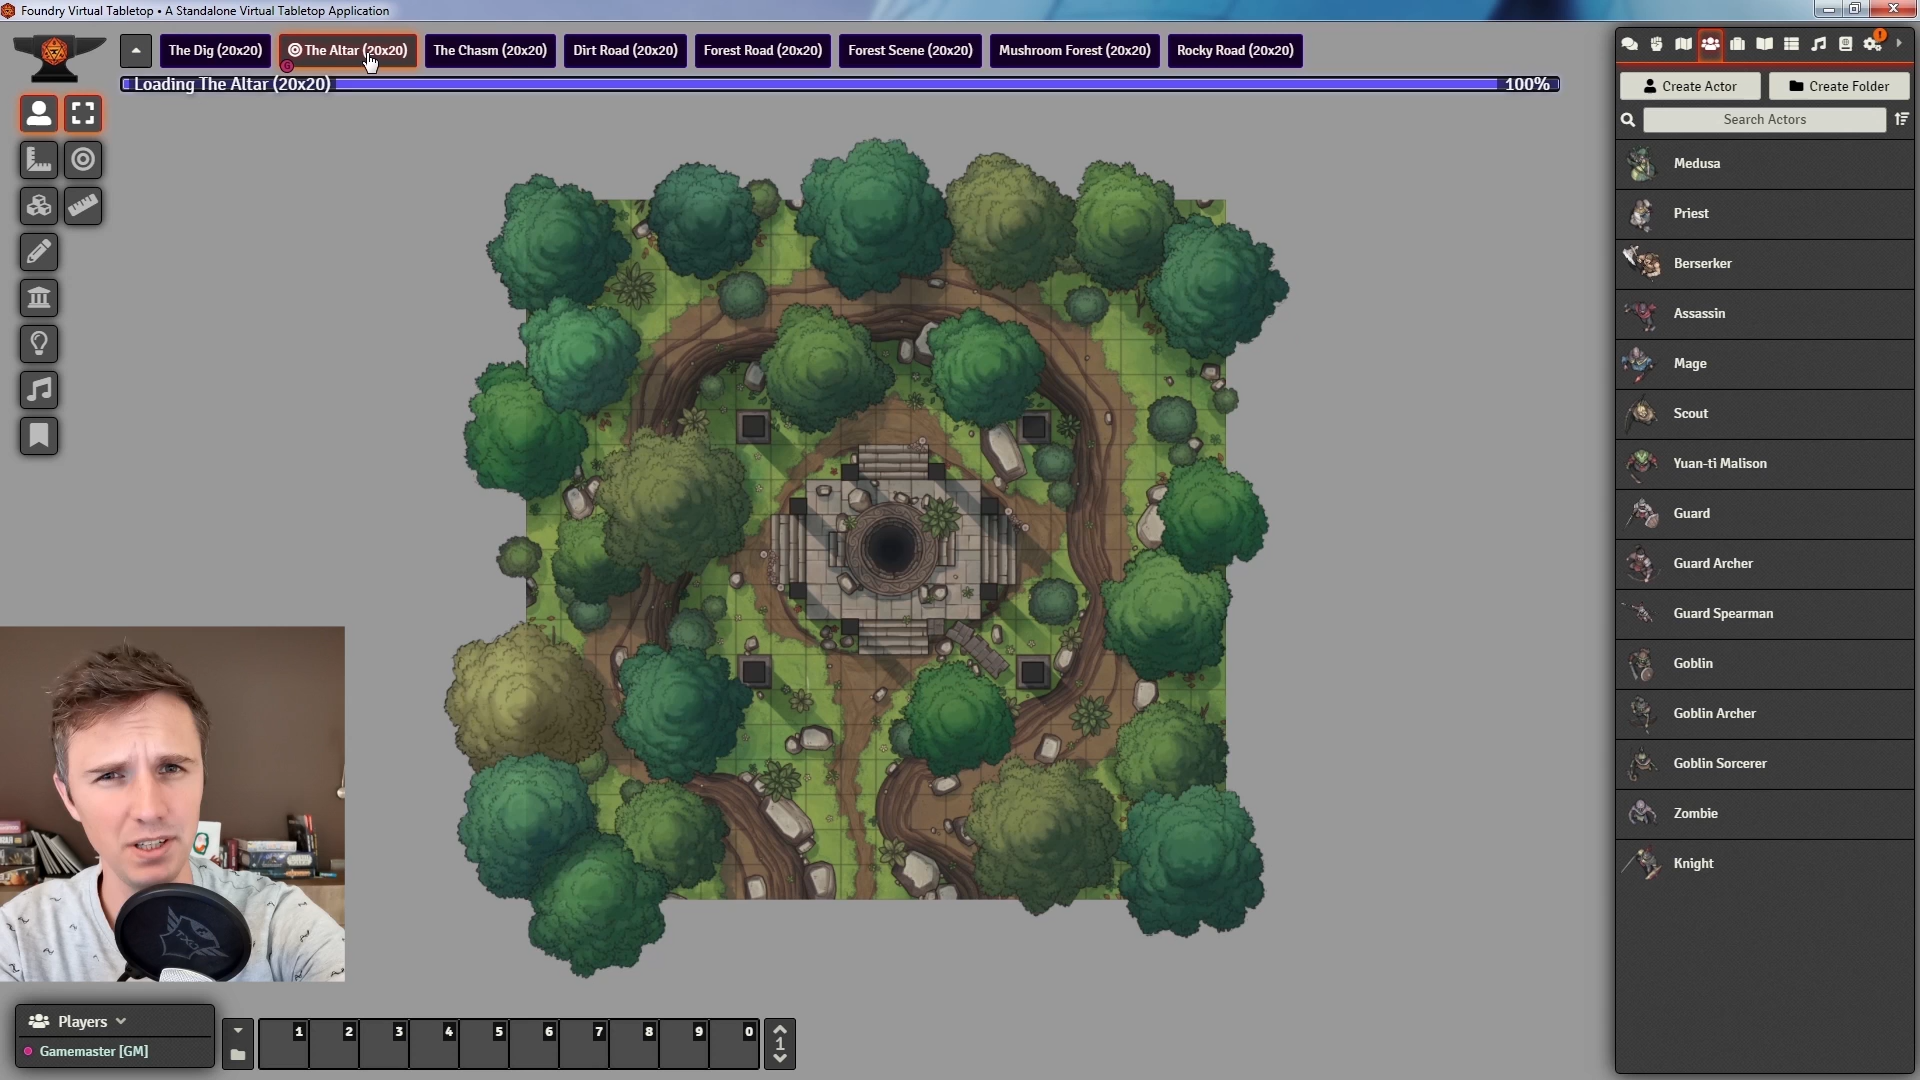 Foundry Virtual Tabletop • A Standalone Virtual Tabletop Application
The Dig (20x20)
The Altar (20x20)
The Chasm (20x20)
Dirt Road (20x20)
Forest Road (20x20)
Forest Scene (20x20)
Mushroom Forest (20x20)
Rocky Road (20x20)
G
Loading The Altar (20x20)
100%
Create Actor
Create Folder
Search Actors
Medusa
Priest
Berserker
Assassin
Mage
Scout
Yuan-ti Malison
Guard
Guard Archer
Guard Spearman
Goblin
Goblin Archer
Goblin Sorcerer
Zombie
Knight
TXO
Players
Gamemaster [GM]
1 2 3 4 5 6 7 8 9 0
1